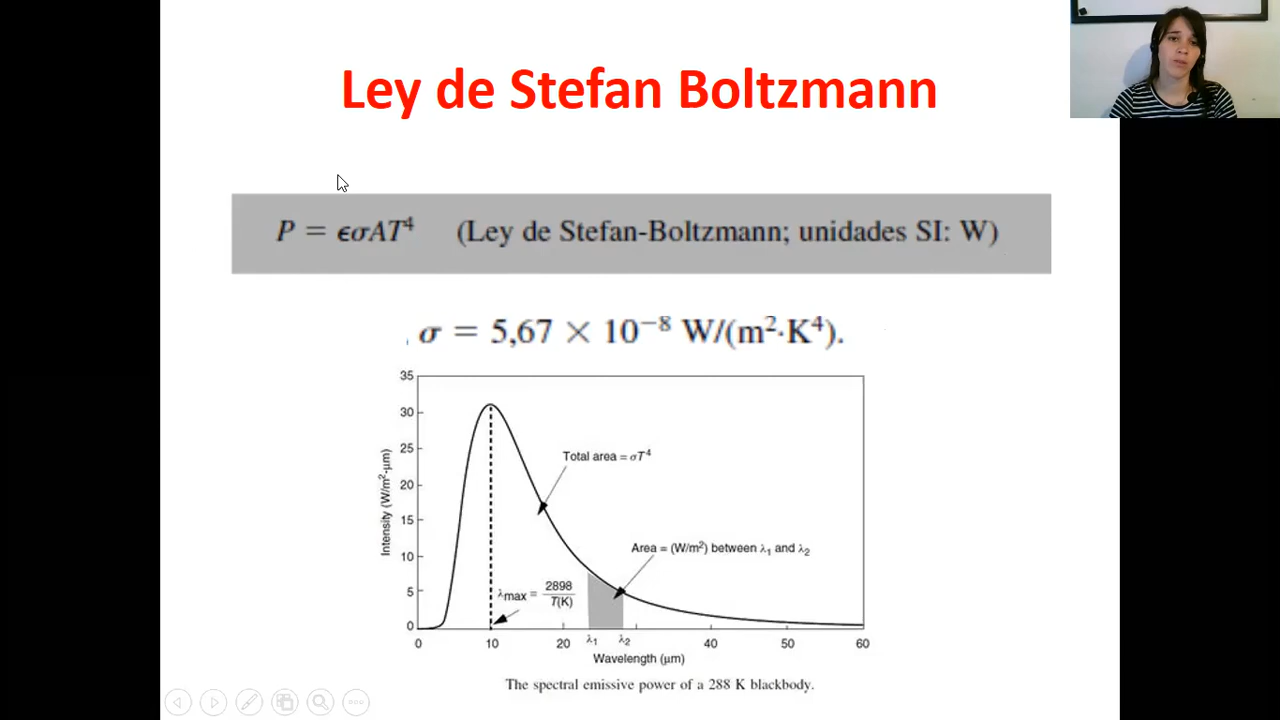 Ley de Stefan Boltzmann
P = ϵσAT⁴ (Ley de Stefan-Boltzmann; unidades SI: W)
σ = 5,67 × 10⁻⁸ W/(m²·K⁴).
35
30
25
20
15
10
5
0
Intensity (W/m²-μm)
Total area = σT⁴
Area = (W/m²) between λ₁ and λ₂
λmax = 2898 / T(K)
0 10 20 λ₁ λ₂ 40 50 60
Wavelength (μm)
The spectral emissive power of a 288 K blackbody.